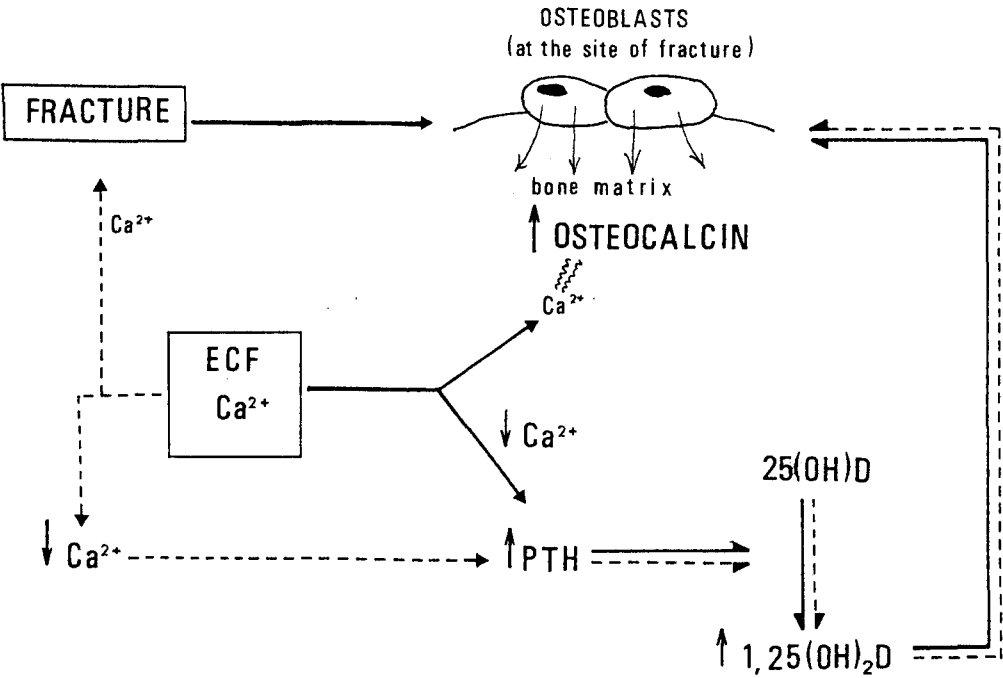 OSTEOBLASTS
(at the site of fracture)
FRACTURE
bone matrix
Ca²⁺
↑ OSTEOCALCIN
Ca²⁺
ECF
Ca²⁺
↓ Ca²⁺
25(OH)D
↓ Ca²⁺
↑ PTH
↑ 1,25(OH)₂D